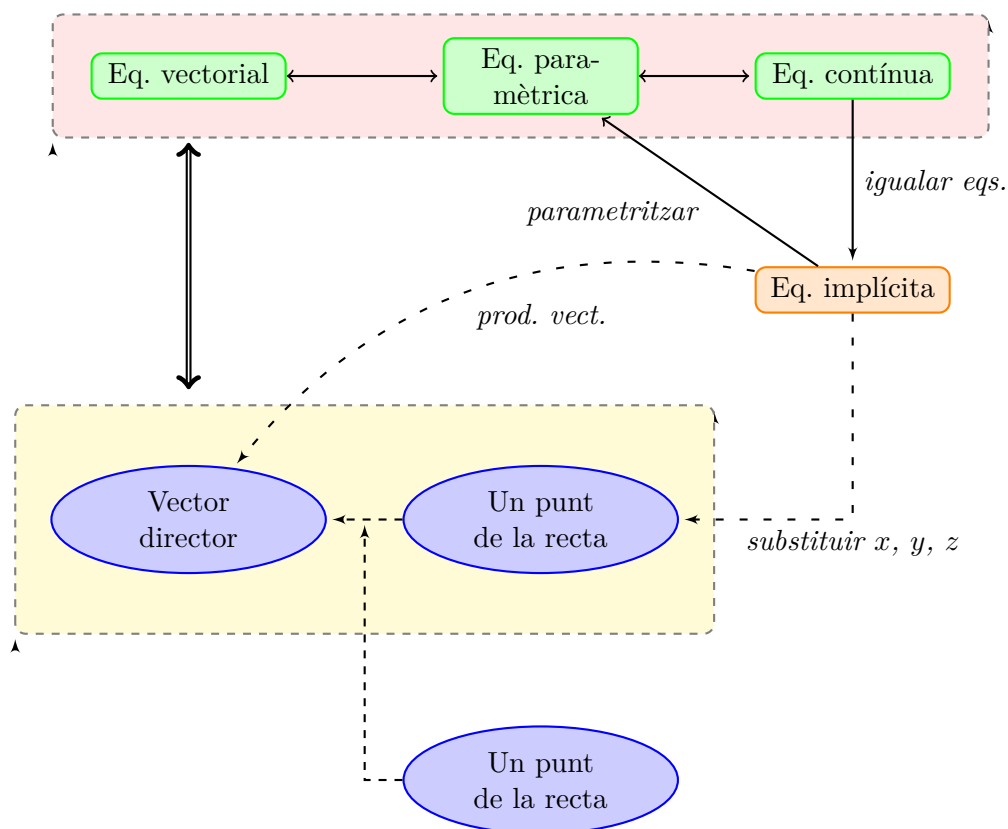 Eq. vectorial
Eq. para-
mètrica
Eq. contínua
igualar eqs.
parametritzar
Eq. implícita
prod. vect.
Vector
director
Un punt
de la recta
substituir x, y, z
Un punt
de la recta